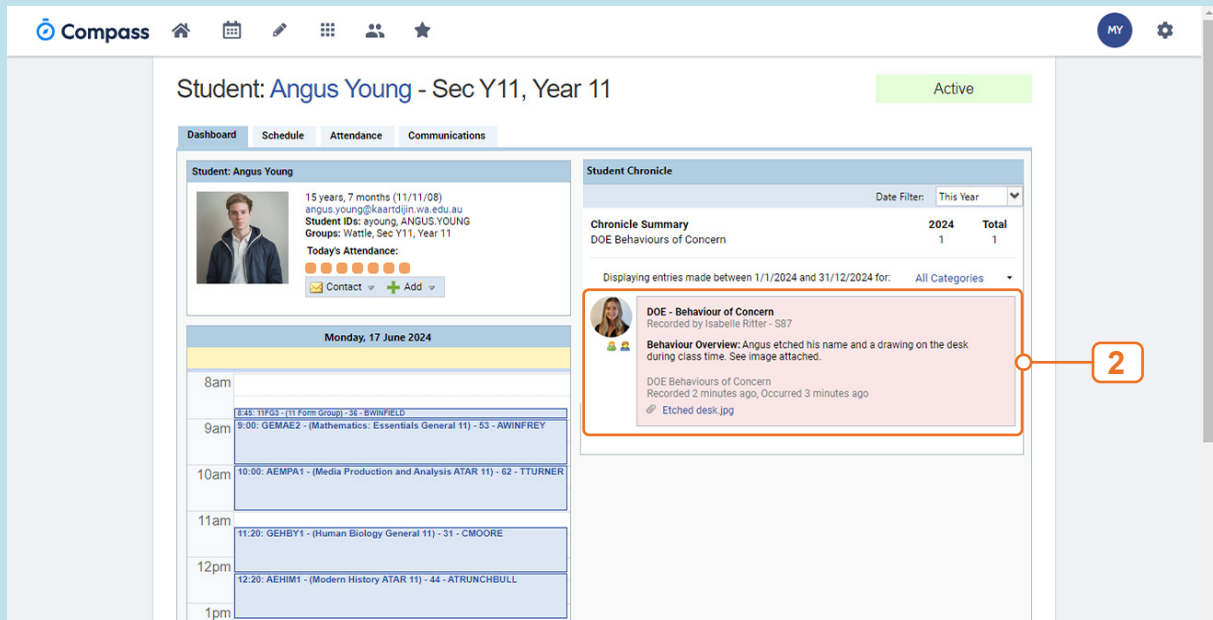 Compass
MY
Student: Angus Young - Sec Y11, Year 11
Active
Dashboard
Schedule
Attendance
Communications
Student: Angus Young
15 years, 7 months (11/11/08)
angus.young@kaartdijin.wa.edu.au
Student IDs: ayoung, ANGUS.YOUNG
Groups: Wattle, Sec Y11, Year 11
Today's Attendance:
Contact
Add
Monday, 17 June 2024
8am
8:45: 11FG3 - (11 Form Group) - 36 - BWINFIELD
9am
9:00: GEMAE2 - (Mathematics: Essentials General 11) - 53 - AWINFREY
10am
10:00: AEMPA1 - (Media Production and Analysis ATAR 11) - 62 - TTURNER
11am
11:20: GEHBY1 - (Human Biology General 11) - 31 - CMOORE
12pm
12:20: AEHIM1 - (Modern History ATAR 11) - 44 - ATRUNCHBULL
1pm
Student Chronicle
Date Filter:
This Year
Chronicle Summary
2024
Total
DOE Behaviours of Concern
1
1
Displaying entries made between 1/1/2024 and 31/12/2024 for:
All Categories
DOE - Behaviour of Concern
Recorded by Isabelle Ritter - S87
Behaviour Overview: Angus etched his name and a drawing on the desk
during class time. See image attached.
DOE Behaviours of Concern
Recorded 2 minutes ago, Occurred 3 minutes ago
Etched desk.jpg
2